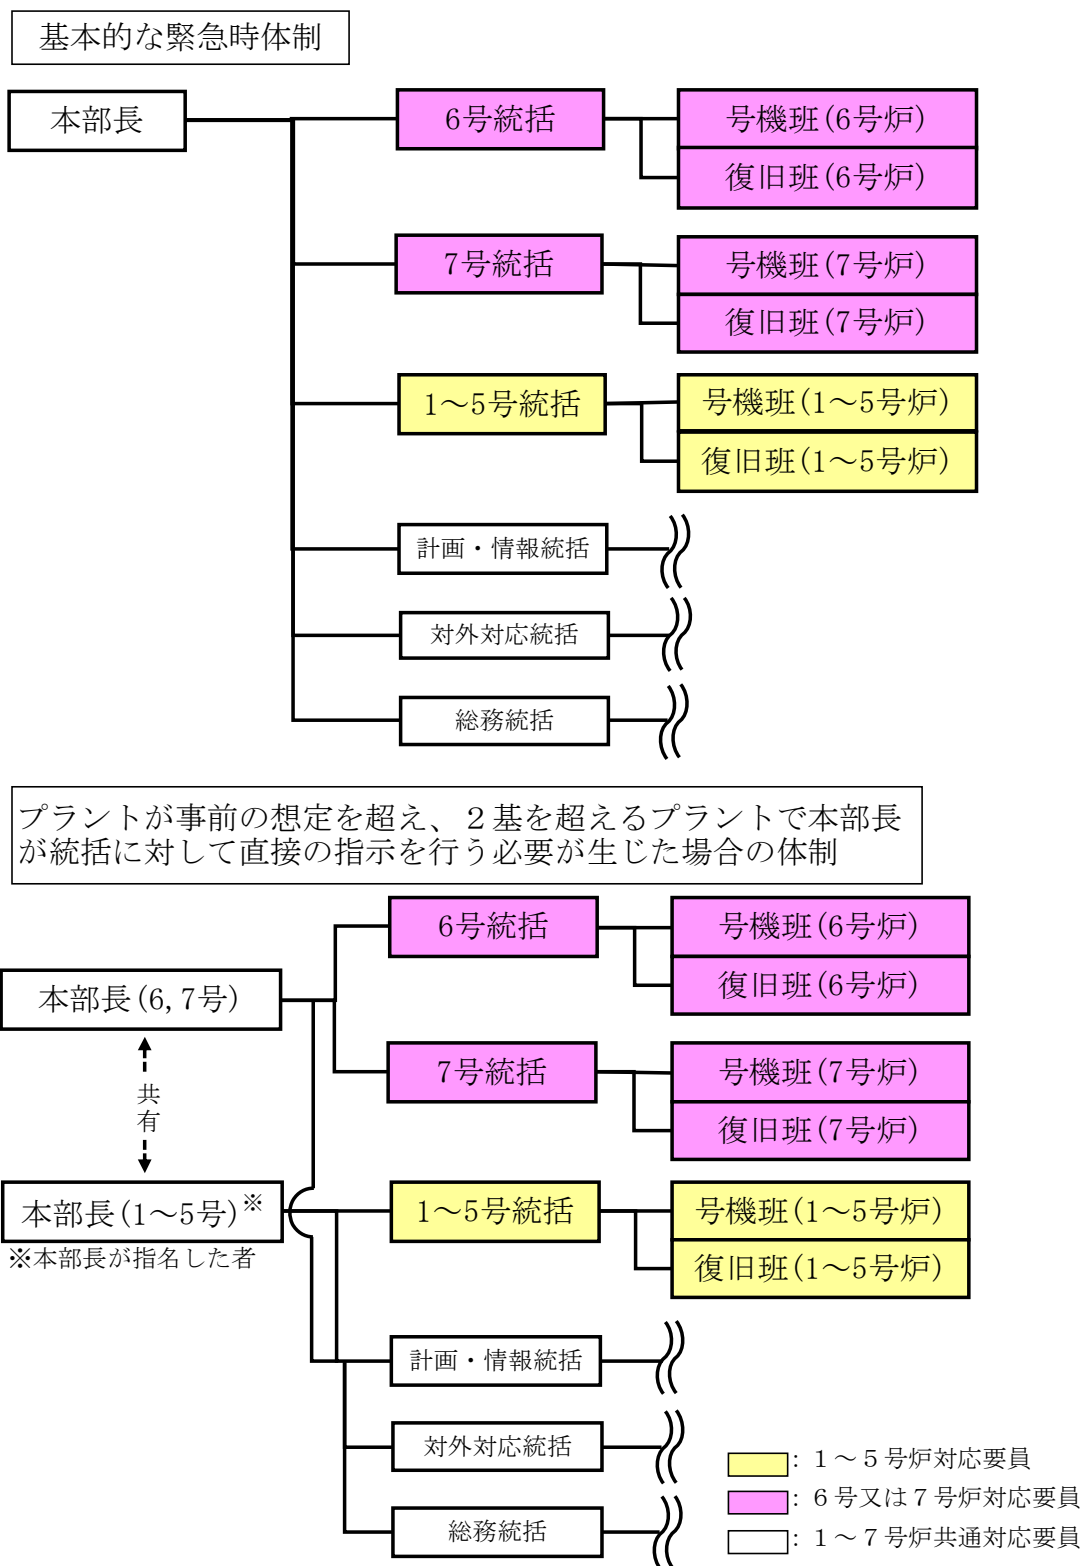 基本的な緊急時体制
本部長
6号統括
号機班(6号炉)
復旧班(6号炉)
7号統括
号機班(7号炉)
復旧班(7号炉)
1～5号統括
号機班(1～5号炉)
復旧班(1～5号炉)
計画・情報統括
対外対応統括
総務統括
プラントが事前の想定を超え、２基を超えるプラントで本部長
が統括に対して直接の指示を行う必要が生じた場合の体制
6号統括
号機班(6号炉)
復旧班(6号炉)
本部長(6,7号)
7号統括
号機班(7号炉)
復旧班(7号炉)
共有
本部長(1～5号)※
※本部長が指名した者
1～5号統括
号機班(1～5号炉)
復旧班(1～5号炉)
計画・情報統括
対外対応統括
総務統括
：１～５号炉対応要員
：６号又は７号炉対応要員
：１～７号炉共通対応要員